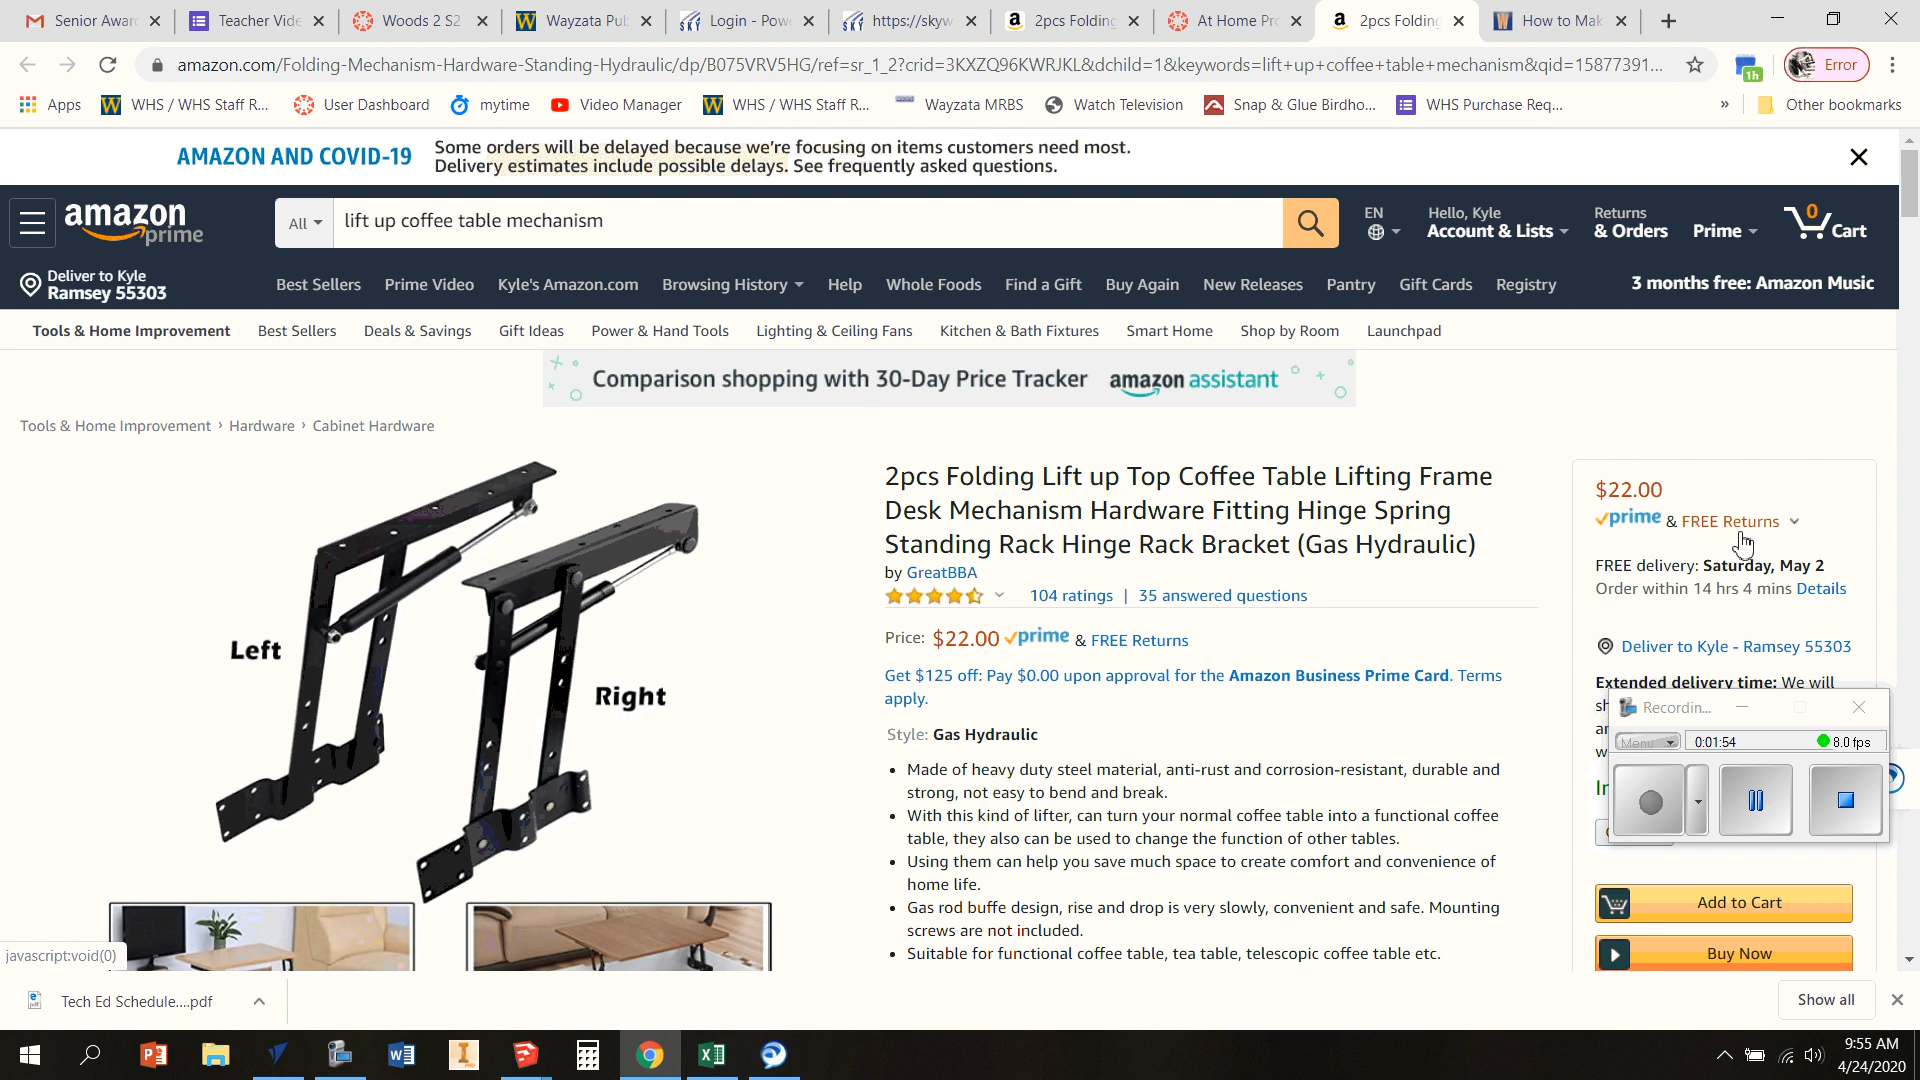 Senior Awar
Teacher Vide
Woods 2 S2
Wayzata Pub
Login - Pow
https://skyw
2pcs Folding
At Home Pro
2pcs Folding
How to Mak
amazon.com/Folding-Mechanism-Hardware-Standing-Hydraulic/dp/B075VRV5HG/ref=sr_1_2?crid=3KXZQ96KWRJKL&dchild=1&keywords=lift+up+coffee+table+mechanism&qid=15877391...
1h
Error
Apps
WHS / WHS Staff R...
User Dashboard
mytime
Video Manager
WHS / WHS Staff R...
Wayzata MRBS
Watch Television
Snap & Glue Birdho...
WHS Purchase Req...
»
Other bookmarks
AMAZON AND COVID-19
Some orders will be delayed because we're focusing on items customers need most.
Delivery estimates include possible delays. See frequently asked questions.
amazon prime
All
lift up coffee table mechanism
EN
Hello, Kyle
Account & Lists
Returns
& Orders
Prime
0
Cart
Deliver to Kyle
Ramsey 55303
Best Sellers
Prime Video
Kyle's Amazon.com
Browsing History
Help
Whole Foods
Find a Gift
Buy Again
New Releases
Pantry
Gift Cards
Registry
3 months free: Amazon Music
Tools & Home Improvement
Best Sellers
Deals & Savings
Gift Ideas
Power & Hand Tools
Lighting & Ceiling Fans
Kitchen & Bath Fixtures
Smart Home
Shop by Room
Launchpad
Comparison shopping with 30-Day Price Tracker amazon assistant
Tools & Home Improvement › Hardware › Cabinet Hardware
Left
Right
2pcs Folding Lift up Top Coffee Table Lifting Frame
Desk Mechanism Hardware Fitting Hinge Spring
Standing Rack Hinge Rack Bracket (Gas Hydraulic)
by GreatBBA
104 ratings | 35 answered questions
Price: $22.00 prime & FREE Returns
Get $125 off: Pay $0.00 upon approval for the Amazon Business Prime Card. Terms
apply.
Style: Gas Hydraulic
• Made of heavy duty steel material, anti-rust and corrosion-resistant, durable and
strong, not easy to bend and break.
• With this kind of lifter, can turn your normal coffee table into a functional coffee
table, they also can be used to change the function of other tables.
• Using them can help you save much space to create comfort and convenience of
home life.
• Gas rod buffe design, rise and drop is very slowly, convenient and safe. Mounting
screws are not included.
• Suitable for functional coffee table, tea table, telescopic coffee table etc.
$22.00
prime & FREE Returns
FREE delivery: Saturday, May 2
Order within 14 hrs 4 mins Details
Deliver to Kyle - Ramsey 55303
Extended delivery time: We will
Recordin...
Menu
0:01:54
8.0 fps
Add to Cart
Buy Now
javascript:void(0)
Tech Ed Schedule....pdf
Show all
9:55 AM
4/24/2020